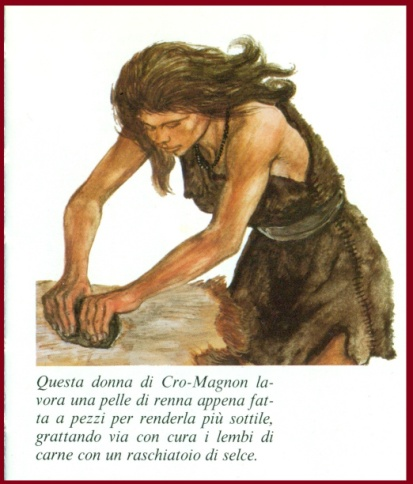 Questa donna di Cro-Magnon la-
vora una pelle di renna appena fat-
ta a pezzi per renderla più sottile,
grattando via con cura i lembi di
carne con un raschiatoio di selce.